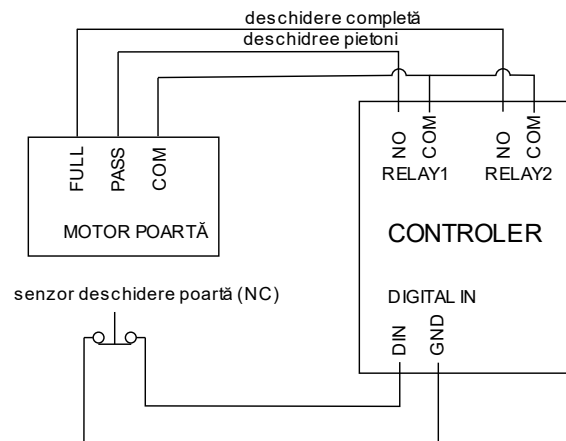 deschidere completă
deschidree pietoni
FULL
PASS
COM
MOTOR POARTĂ
NO
COM
NO
COM
RELAY1
RELAY2
CONTROLER
senzor deschidere poartă (NC)
DIGITAL IN
DIN
GND